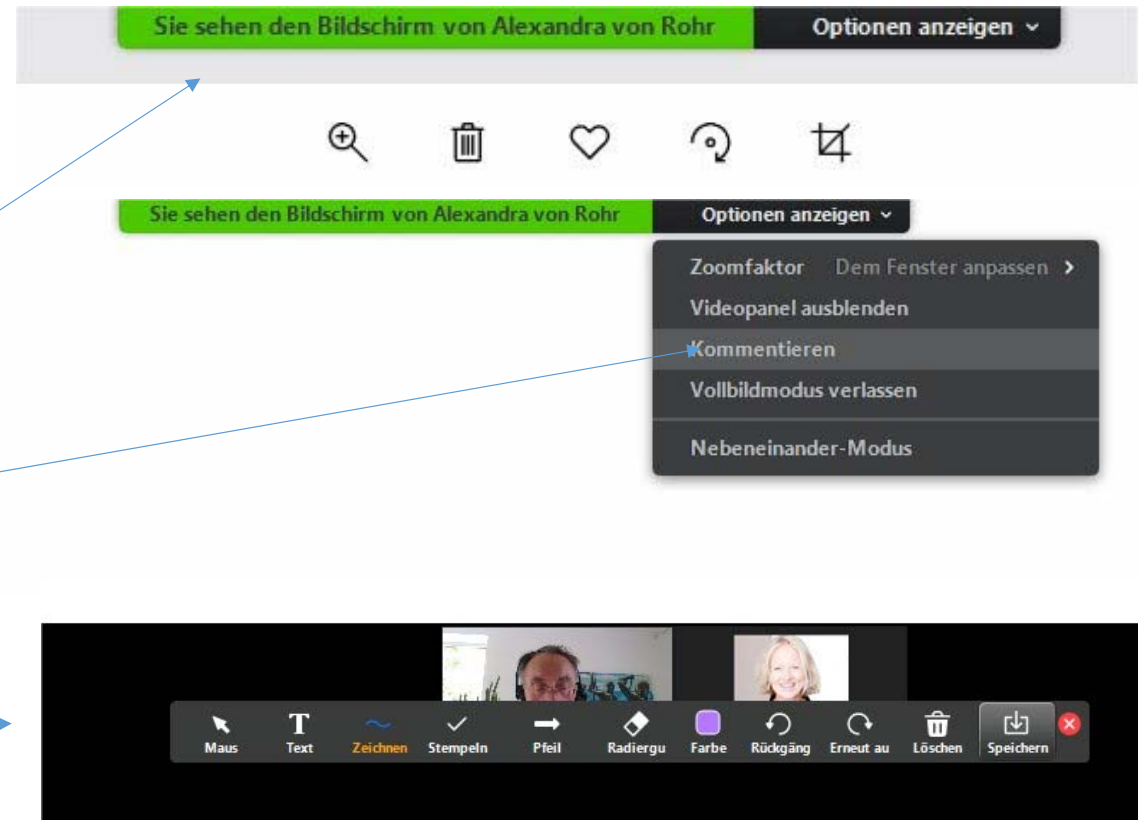 Sie sehen den Bildschirm von Alexandra von Rohr Optionen anzeigen
Sie sehen den Bildschirm von Alexandra von Rohr Optionen anzeigen
Zoomfaktor Dem Fenster anpassen
Videopanel ausblenden
Kommentieren
Vollbildmodus verlassen
Nebeneinander-Modus
Maus Text Zeichnen Stempeln Pfeil Radiergu Farbe Rückgäng Erneut au Löschen Speichern